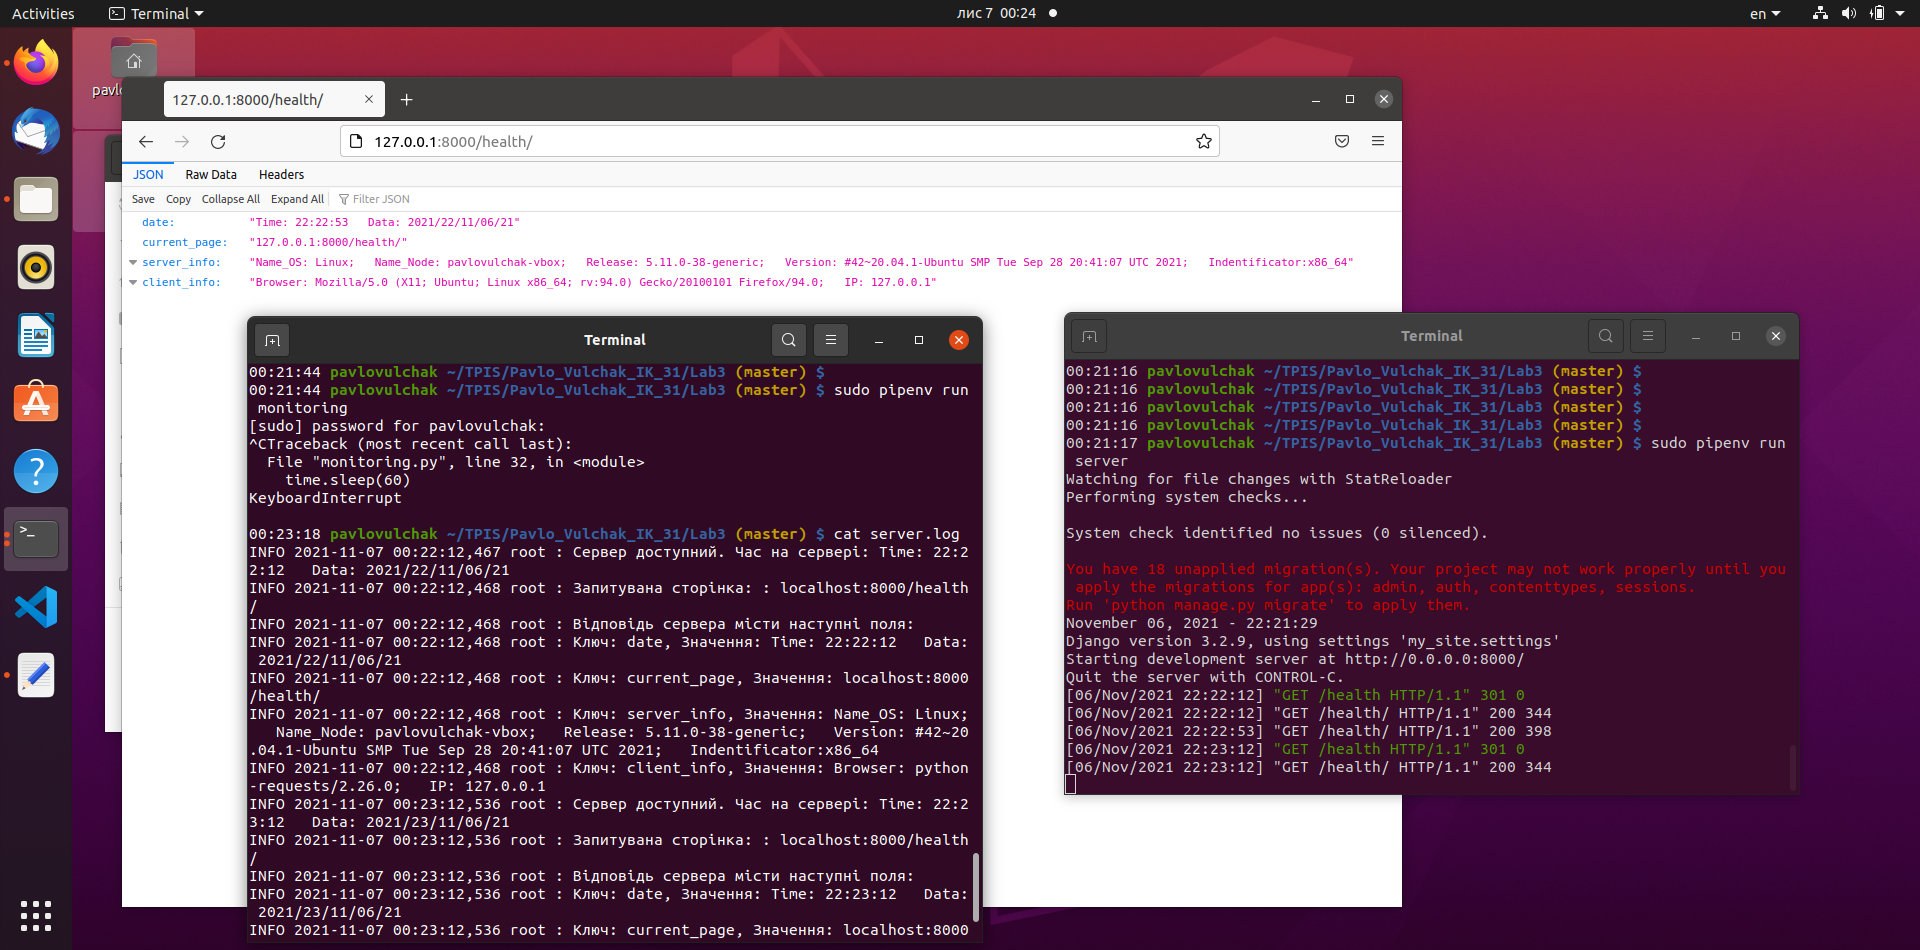 Activities
Terminal
лис 7 00:24
en
127.0.0.1:8000/health/
127.0.0.1:8000/health/
JSON Raw Data Headers
Save Copy Collapse All Expand All Filter JSON
date: "Time: 22:22:53 Data: 2021/22/11/06/21"
current_page: "127.0.0.1:8000/health/"
server_info: "Name_OS: Linux; Name_Node: pavlovulchak-vbox; Release: 5.11.0-38-generic; Version: #42~20.04.1-Ubuntu SMP Tue Sep 28 20:41:07 UTC 2021; Indentificator:x86_64"
client_info: "Browser: Mozilla/5.0 (X11; Ubuntu; Linux x86_64; rv:94.0) Gecko/20100101 Firefox/94.0; IP: 127.0.0.1"
Terminal
00:21:44 pavlovulchak ~/TPIS/Pavlo_Vulchak_IK_31/Lab3 (master) $
00:21:44 pavlovulchak ~/TPIS/Pavlo_Vulchak_IK_31/Lab3 (master) $ sudo pipenv run
monitoring
[sudo] password for pavlovulchak:
^CTraceback (most recent call last):
File "monitoring.py", line 32, in <module>
time.sleep(60)
KeyboardInterrupt
00:23:18 pavlovulchak ~/TPIS/Pavlo_Vulchak_IK_31/Lab3 (master) $ cat server.log
INFO 2021-11-07 00:22:12,467 root : Сервер доступний. Час на сервері: Time: 22:2
2:12 Data: 2021/22/11/06/21
INFO 2021-11-07 00:22:12,468 root : Запитувана сторінка: : localhost:8000/health
/
INFO 2021-11-07 00:22:12,468 root : Відповідь сервера місти наступні поля:
INFO 2021-11-07 00:22:12,468 root : Ключ: date, Значення: Time: 22:22:12 Data:
2021/22/11/06/21
INFO 2021-11-07 00:22:12,468 root : Ключ: current_page, Значення: localhost:8000
/health/
INFO 2021-11-07 00:22:12,468 root : Ключ: server_info, Значення: Name_OS: Linux;
Name_Node: pavlovulchak-vbox; Release: 5.11.0-38-generic; Version: #42~20
.04.1-Ubuntu SMP Tue Sep 28 20:41:07 UTC 2021; Indentificator:x86_64
INFO 2021-11-07 00:22:12,468 root : Ключ: client_info, Значення: Browser: python
-requests/2.26.0; IP: 127.0.0.1
INFO 2021-11-07 00:23:12,536 root : Сервер доступний. Час на сервері: Time: 22:2
3:12 Data: 2021/23/11/06/21
INFO 2021-11-07 00:23:12,536 root : Запитувана сторінка: : localhost:8000/health
/
INFO 2021-11-07 00:23:12,536 root : Відповідь сервера місти наступні поля:
INFO 2021-11-07 00:23:12,536 root : Ключ: date, Значення: Time: 22:23:12 Data:
2021/23/11/06/21
INFO 2021-11-07 00:23:12,536 root : Ключ: current_page, Значення: localhost:8000
Terminal
00:21:16 pavlovulchak ~/TPIS/Pavlo_Vulchak_IK_31/Lab3 (master) $
00:21:16 pavlovulchak ~/TPIS/Pavlo_Vulchak_IK_31/Lab3 (master) $
00:21:16 pavlovulchak ~/TPIS/Pavlo_Vulchak_IK_31/Lab3 (master) $
00:21:16 pavlovulchak ~/TPIS/Pavlo_Vulchak_IK_31/Lab3 (master) $
00:21:17 pavlovulchak ~/TPIS/Pavlo_Vulchak_IK_31/Lab3 (master) $ sudo pipenv run
server
Watching for file changes with StatReloader
Performing system checks...
System check identified no issues (0 silenced).
You have 18 unapplied migration(s). Your project may not work properly until you
apply the migrations for app(s): admin, auth, contenttypes, sessions.
Run 'python manage.py migrate' to apply them.
November 06, 2021 - 22:21:29
Django version 3.2.9, using settings 'my_site.settings'
Starting development server at http://0.0.0.0:8000/
Quit the server with CONTROL-C.
[06/Nov/2021 22:22:12] "GET /health HTTP/1.1" 301 0
[06/Nov/2021 22:22:12] "GET /health/ HTTP/1.1" 200 344
[06/Nov/2021 22:22:53] "GET /health/ HTTP/1.1" 200 398
[06/Nov/2021 22:23:12] "GET /health HTTP/1.1" 301 0
[06/Nov/2021 22:23:12] "GET /health/ HTTP/1.1" 200 344